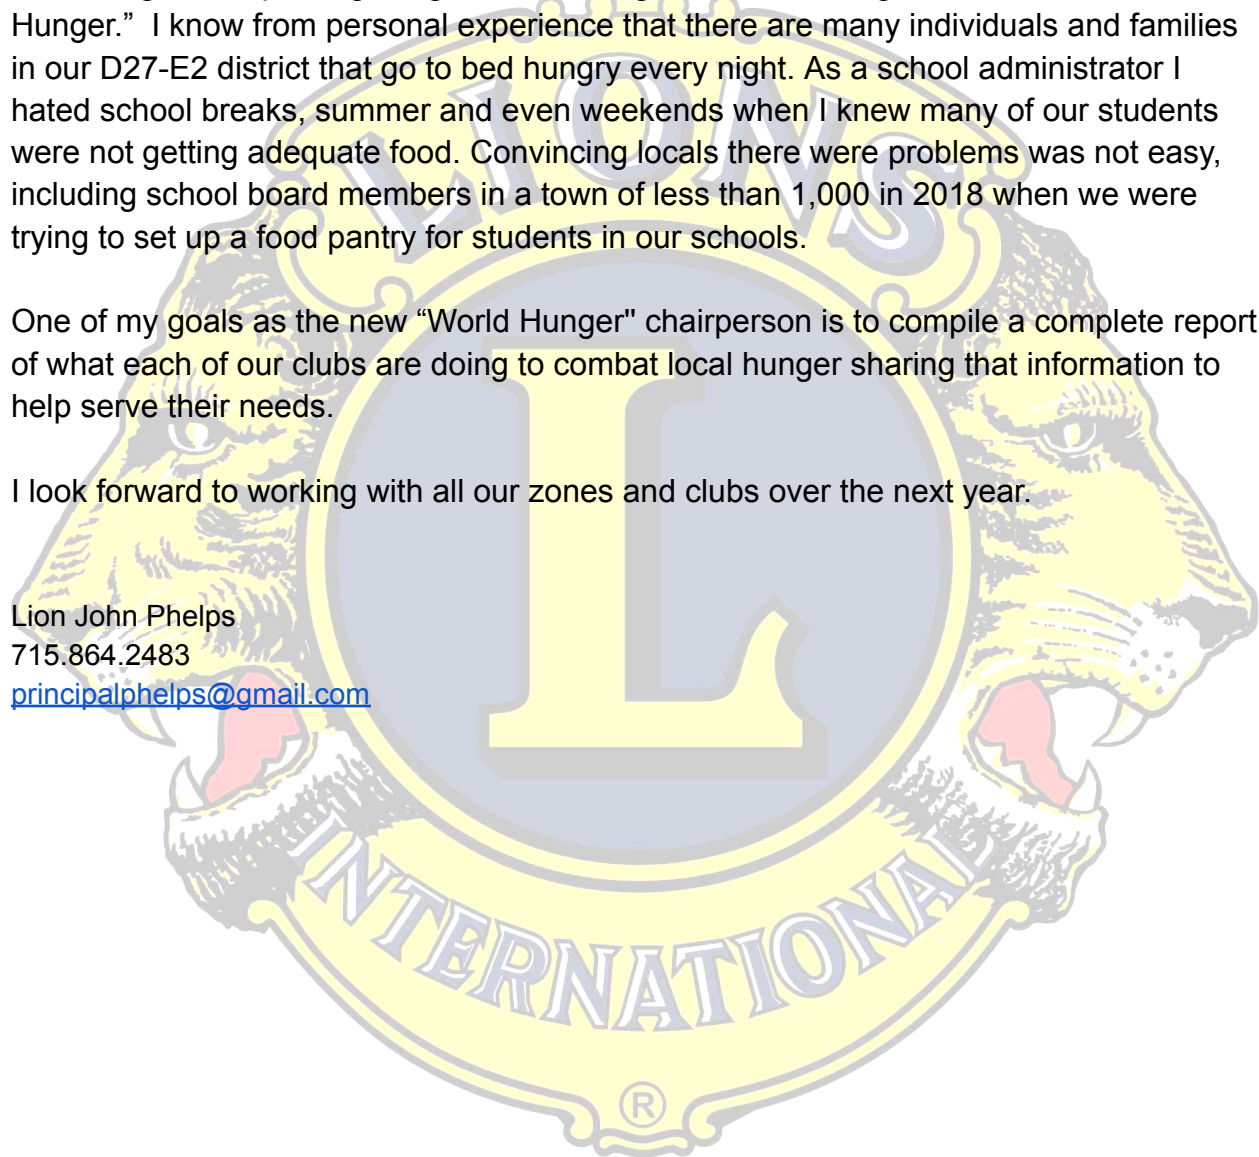 Hunger.”  I know from personal experience that there are many individuals and families
in our D27-E2 district that go to bed hungry every night. As a school administrator I
hated school breaks, summer and even weekends when I knew many of our students
were not getting adequate food. Convincing locals there were problems was not easy,
including school board members in a town of less than 1,000 in 2018 when we were
trying to set up a food pantry for students in our schools.
One of my goals as the new “World Hunger" chairperson is to compile a complete report
of what each of our clubs are doing to combat local hunger sharing that information to
help serve their needs.
I look forward to working with all our zones and clubs over the next year.
Lion John Phelps
715.864.2483
principalphelps@gmail.com
LIONS
L
INTERNATIONAL
®